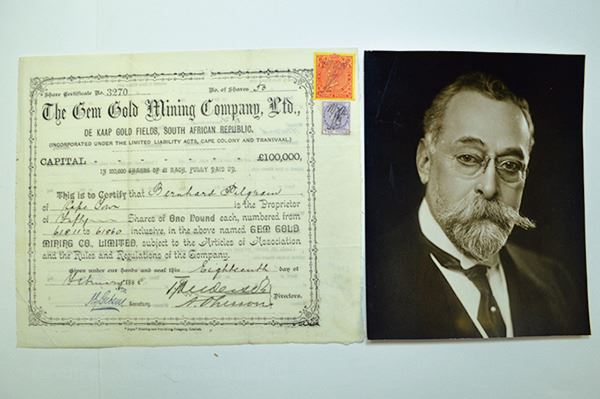 Share Certificate No. 3270 No. of Shares 50
The Gem Gold Mining Company, Ltd.,
DE KAAP GOLD FIELDS, SOUTH AFRICAN REPUBLIC.
(INCORPORATED UNDER THE LIMITED LIABILITY ACTS, CAPE COLONY AND TRANSVAAL)
CAPITAL - - - - - £100,000,
IN 100,000 SHARES OF £1 EACH, FULLY PAID UP.
This is to Certify that Bernhard
of Cape Town is the Proprietor
of Fifty Shares of One Pound each, numbered from
61811 to 61860 inclusive, in the above named GEM GOLD
MINING CO. LIMITED, subject to the Articles of Association
and the Rules and Regulations of the Company.
Given under our hands and seal this Eighteenth day of
February 188
Secretary.
Directors.